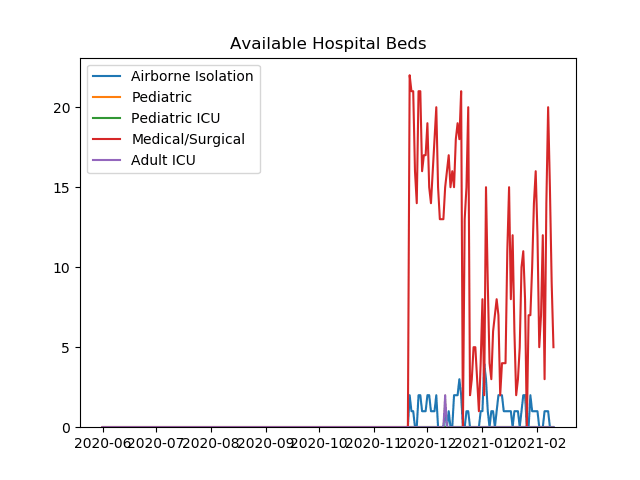 Available Hospital Beds
Airborne Isolation
Pediatric
Pediatric ICU
Medical/Surgical
Adult ICU
20
15
10
5
0
2020-06 2020-07 2020-08 2020-09 2020-10 2020-11 2020-12 2021-01 2021-02